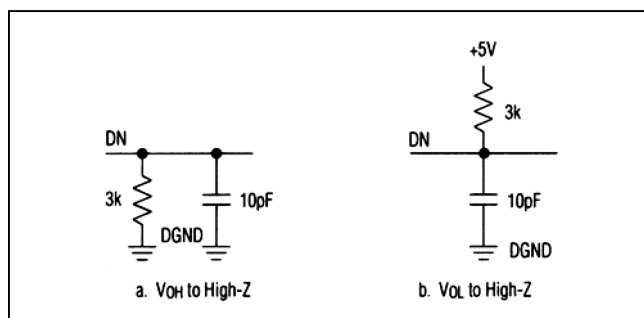 DN
3k
10pF
DGND
a. VOH to High-Z
+5V
3k
DN
10pF
DGND
b. VOL to High-Z